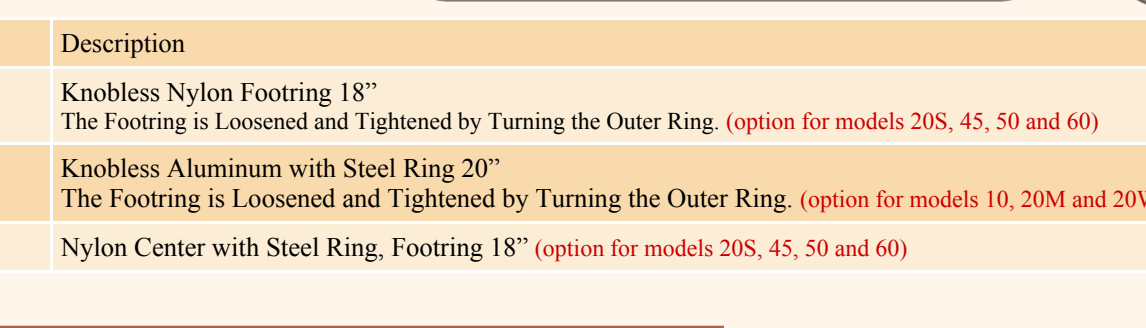 Description
Knobless Nylon Footring 18”
The Footring is Loosened and Tightened by Turning the Outer Ring. (option for models 20S, 45, 50 and 60)
Knobless Aluminum with Steel Ring 20”
The Footring is Loosened and Tightened by Turning the Outer Ring. (option for models 10, 20M and
Nylon Center with Steel Ring, Footring 18” (option for models 20S, 45, 50 and 60)